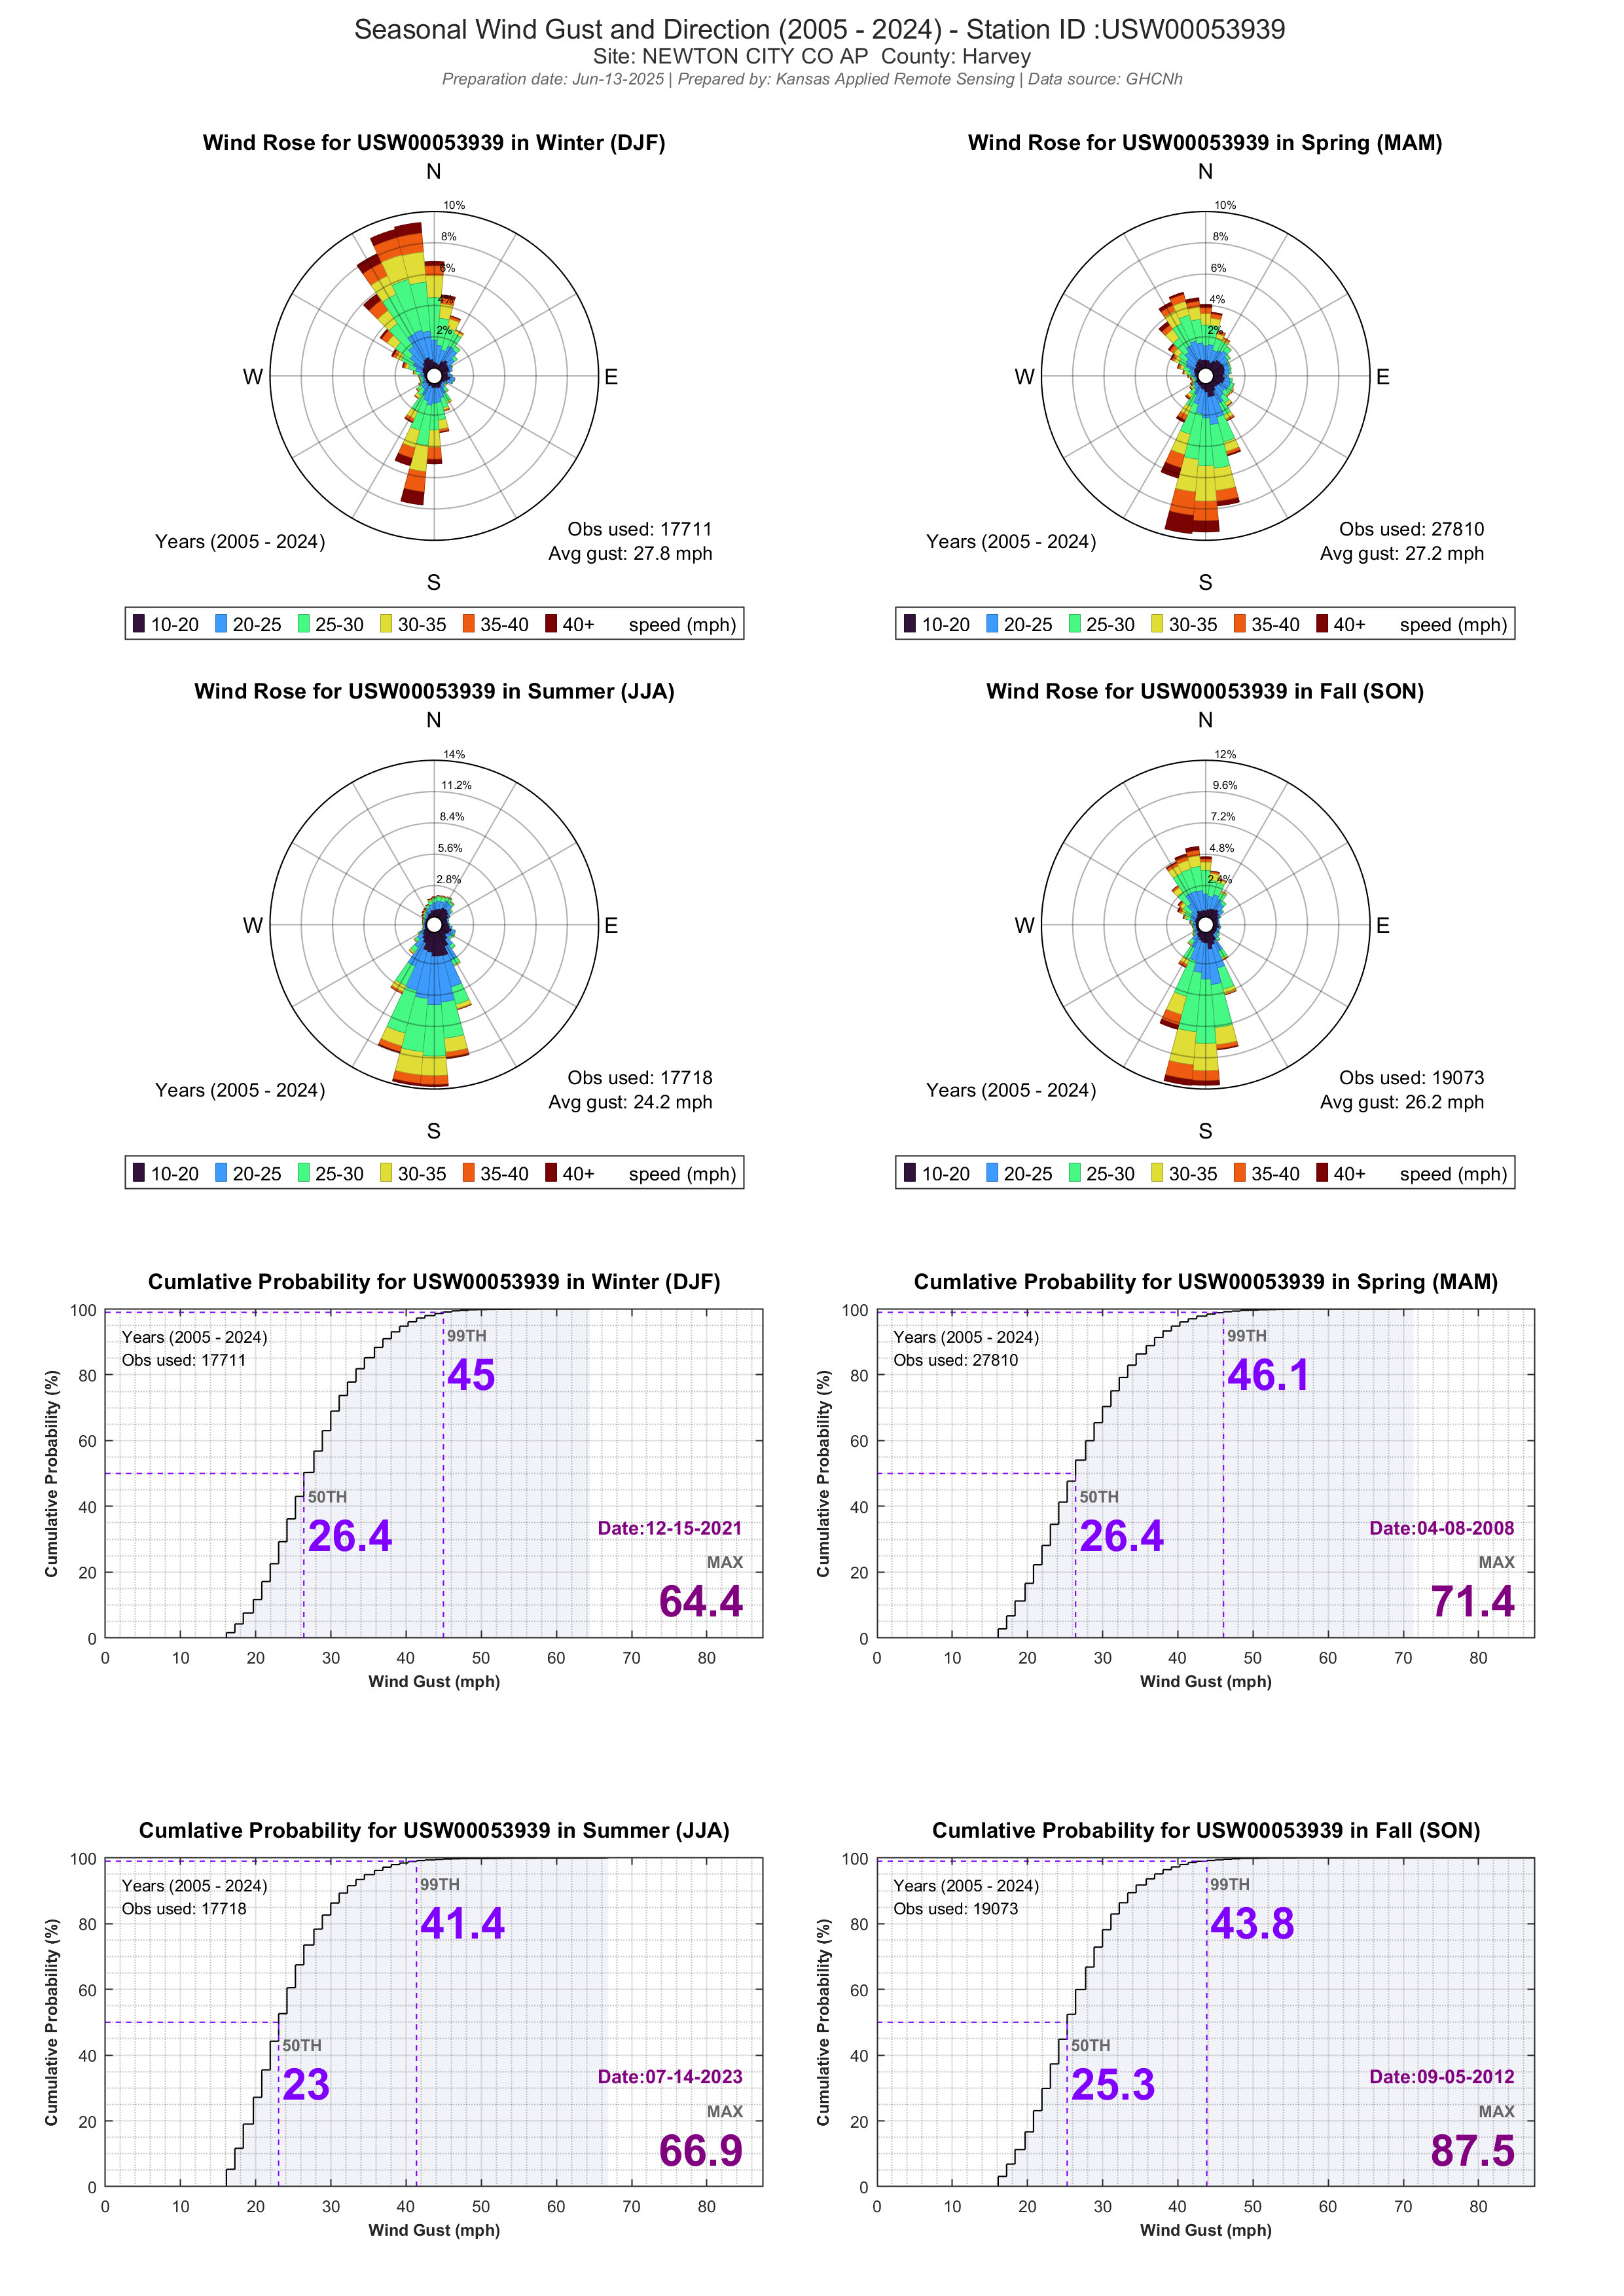 Seasonal Wind Gust and Direction (2005 - 2024) - Station ID :USW00053939
Site: NEWTON CITY CO AP  County: Harvey
Preparation date: Jun-13-2025 | Prepared by: Kansas Applied Remote Sensing | Data source: GHCNh
Wind Rose for USW00053939 in Winter (DJF)
N
10%
8%
6%
4%
2%
W
E
Years (2005 - 2024)
Obs used: 17711
Avg gust: 27.8 mph
S
10-20 20-25 25-30 30-35 35-40 40+ speed (mph)
Wind Rose for USW00053939 in Spring (MAM)
N
10%
8%
6%
4%
2%
W
E
Years (2005 - 2024)
Obs used: 27810
Avg gust: 27.2 mph
S
10-20 20-25 25-30 30-35 35-40 40+ speed (mph)
Wind Rose for USW00053939 in Summer (JJA)
N
14%
11.2%
8.4%
5.6%
2.8%
W
E
Years (2005 - 2024)
Obs used: 17718
Avg gust: 24.2 mph
S
10-20 20-25 25-30 30-35 35-40 40+ speed (mph)
Wind Rose for USW00053939 in Fall (SON)
N
12%
9.6%
7.2%
4.8%
2.4%
W
E
Years (2005 - 2024)
Obs used: 19073
Avg gust: 26.2 mph
S
10-20 20-25 25-30 30-35 35-40 40+ speed (mph)
Cumlative Probability for USW00053939 in Winter (DJF)
Cumulative Probability (%)
100
80
60
40
20
0
Years (2005 - 2024)
Obs used: 17711
99TH
45
50TH
26.4
Date:12-15-2021
MAX
64.4
0 10 20 30 40 50 60 70 80
Wind Gust (mph)
Cumlative Probability for USW00053939 in Spring (MAM)
Cumulative Probability (%)
100
80
60
40
20
0
Years (2005 - 2024)
Obs used: 27810
99TH
46.1
50TH
26.4
Date:04-08-2008
MAX
71.4
0 10 20 30 40 50 60 70 80
Wind Gust (mph)
Cumlative Probability for USW00053939 in Summer (JJA)
Cumulative Probability (%)
100
80
60
40
20
0
Years (2005 - 2024)
Obs used: 17718
99TH
41.4
50TH
23
Date:07-14-2023
MAX
66.9
0 10 20 30 40 50 60 70 80
Wind Gust (mph)
Cumlative Probability for USW00053939 in Fall (SON)
Cumulative Probability (%)
100
80
60
40
20
0
Years (2005 - 2024)
Obs used: 19073
99TH
43.8
50TH
25.3
Date:09-05-2012
MAX
87.5
0 10 20 30 40 50 60 70 80
Wind Gust (mph)